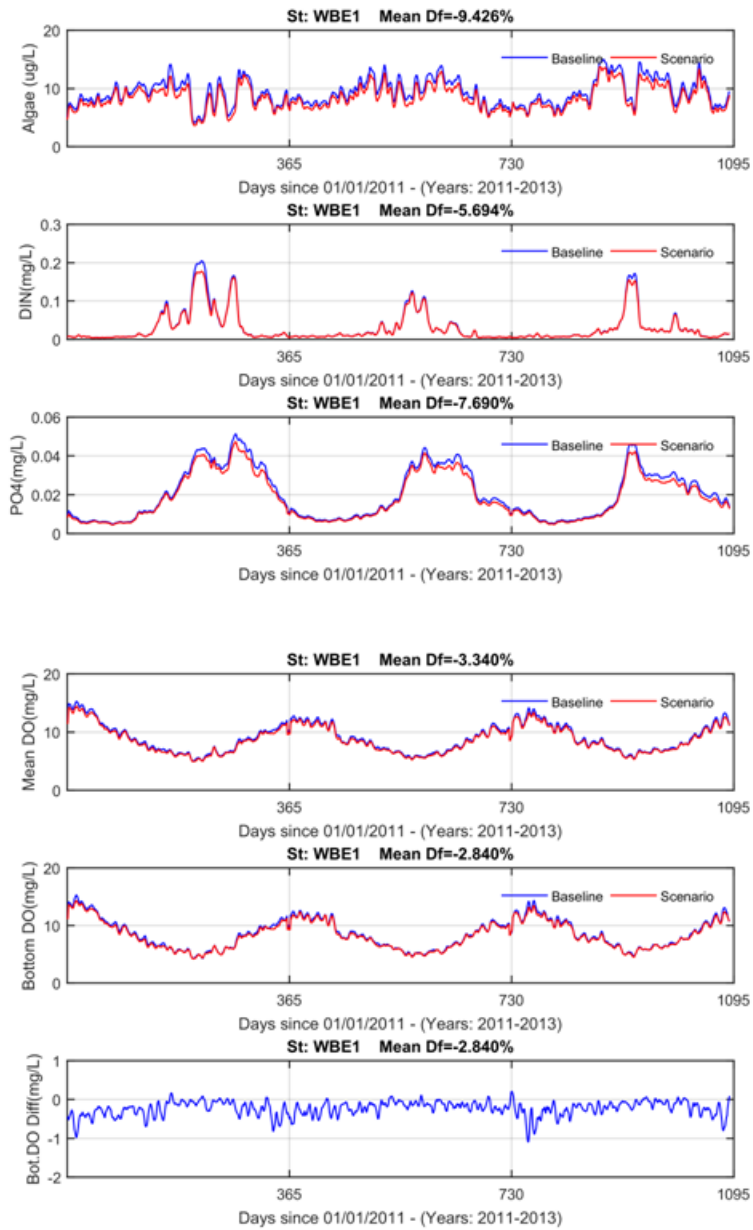 St: WBE1 Mean Df=-9.426%
20
10
0
Algae (ug/L)
Baseline Scenario
365 730 1095
Days since 01/01/2011 - (Years: 2011-2013)
St: WBE1 Mean Df=-5.694%
0.3
0.2
0.1
0
DIN(mg/L)
Baseline Scenario
365 730 1095
Days since 01/01/2011 - (Years: 2011-2013)
St: WBE1 Mean Df=-7.690%
0.06
0.04
0.02
0
PO4(mg/L)
Baseline Scenario
365 730 1095
Days since 01/01/2011 - (Years: 2011-2013)
St: WBE1 Mean Df=-3.340%
20
10
0
Mean DO(mg/L)
Baseline Scenario
365 730 1095
Days since 01/01/2011 - (Years: 2011-2013)
St: WBE1 Mean Df=-2.840%
20
10
0
Bottom DO(mg/L)
Baseline Scenario
365 730 1095
Days since 01/01/2011 - (Years: 2011-2013)
St: WBE1 Mean Df=-2.840%
1
0
-1
-2
Bot.DO Diff(mg/L)
365 730 1095
Days since 01/01/2011 - (Years: 2011-2013)